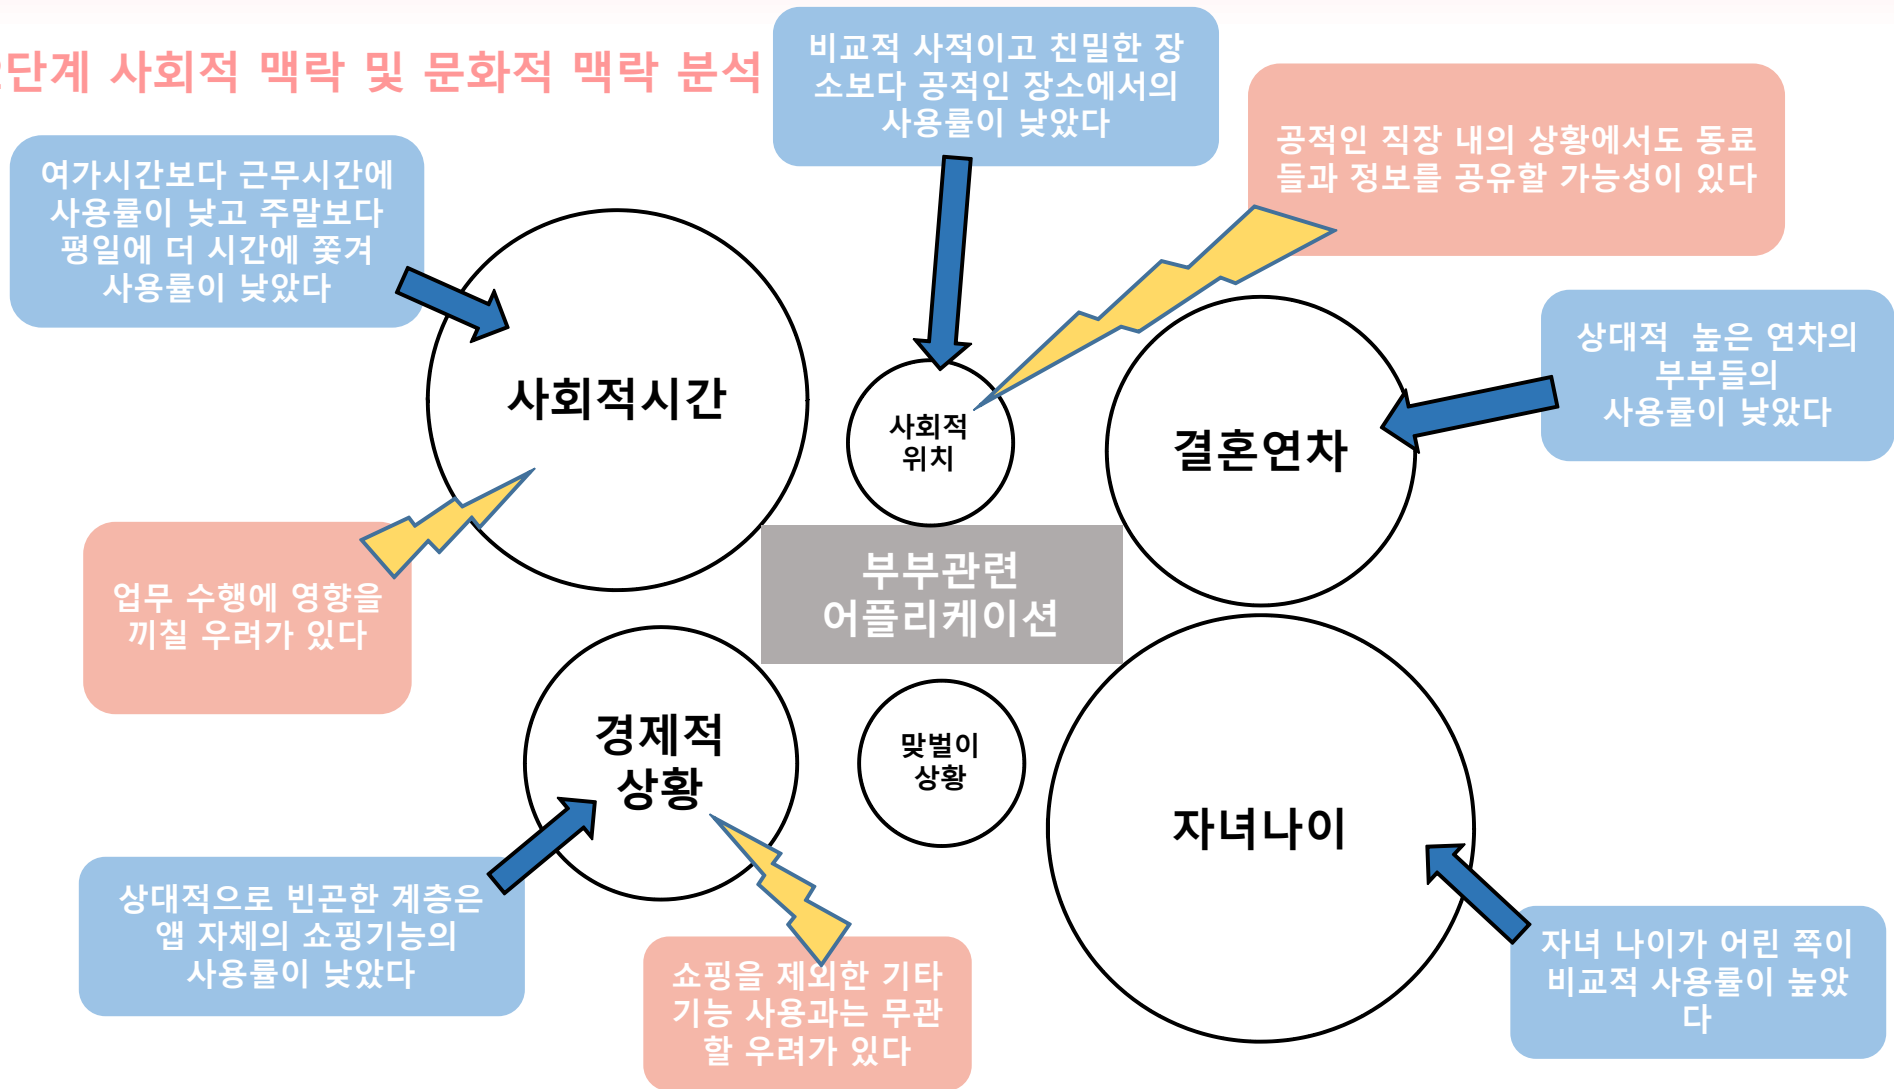 단계 사회적 맥락 및 문화적 맥락 분석
비교적 사적이고 친밀한 장
소보다 공적인 장소에서의
사용률이 낮았다
공적인 직장 내의 상황에서도 동료
들과 정보를 공유할 가능성이 있다
여가시간보다 근무시간에
사용률이 낮고 주말보다
평일에 더 시간에 쫓겨
사용률이 낮았다
상대적 높은 연차의
부부들의
사용률이 낮았다
사회적시간
사회적
위치
결혼연차
업무 수행에 영향을
끼칠 우려가 있다
부부관련
어플리케이션
경제적
상황
맞벌이
상황
자녀나이
상대적으로 빈곤한 계층은
앱 자체의 쇼핑기능의
사용률이 낮았다
쇼핑을 제외한 기타
기능 사용과는 무관
할 우려가 있다
자녀 나이가 어린 쪽이
비교적 사용률이 높았
다